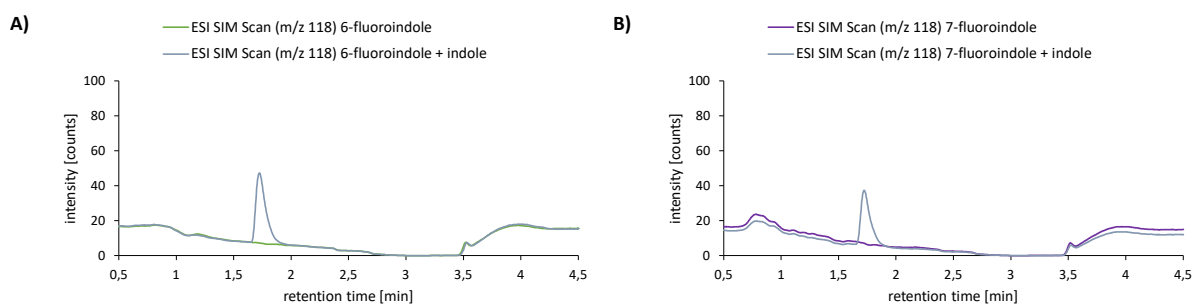 A)
ESI SIM Scan (m/z 118) 6-fluoroindole
ESI SIM Scan (m/z 118) 6-fluoroindole + indole
100
80
60
40
20
0
intensity [counts]
0,5 1 1,5 2 2,5 3 3,5 4 4,5
retention time [min]
B)
ESI SIM Scan (m/z 118) 7-fluoroindole
ESI SIM Scan (m/z 118) 7-fluoroindole + indole
100
80
60
40
20
0
intensity [counts]
0,5 1 1,5 2 2,5 3 3,5 4 4,5
retention time [min]